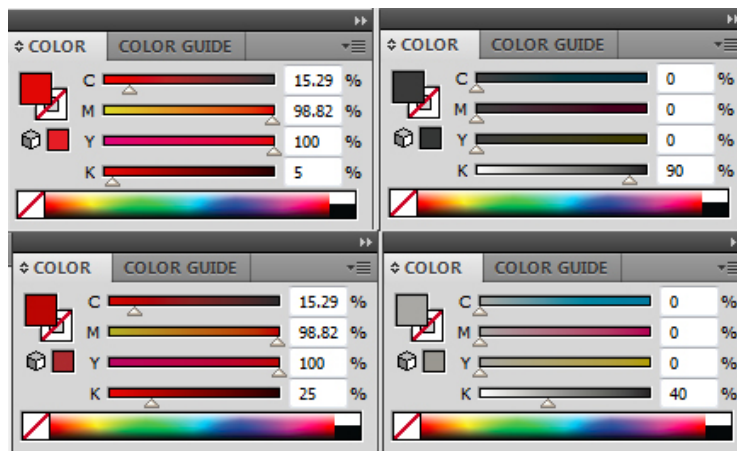 COLOR COLOR GUIDE
C 15.29 %
M 98.82 %
Y 100 %
K 5 %
COLOR COLOR GUIDE
C 0 %
M 0 %
Y 0 %
K 90 %
COLOR COLOR GUIDE
C 15.29 %
M 98.82 %
Y 100 %
K 25 %
COLOR COLOR GUIDE
C 0 %
M 0 %
Y 0 %
K 40 %